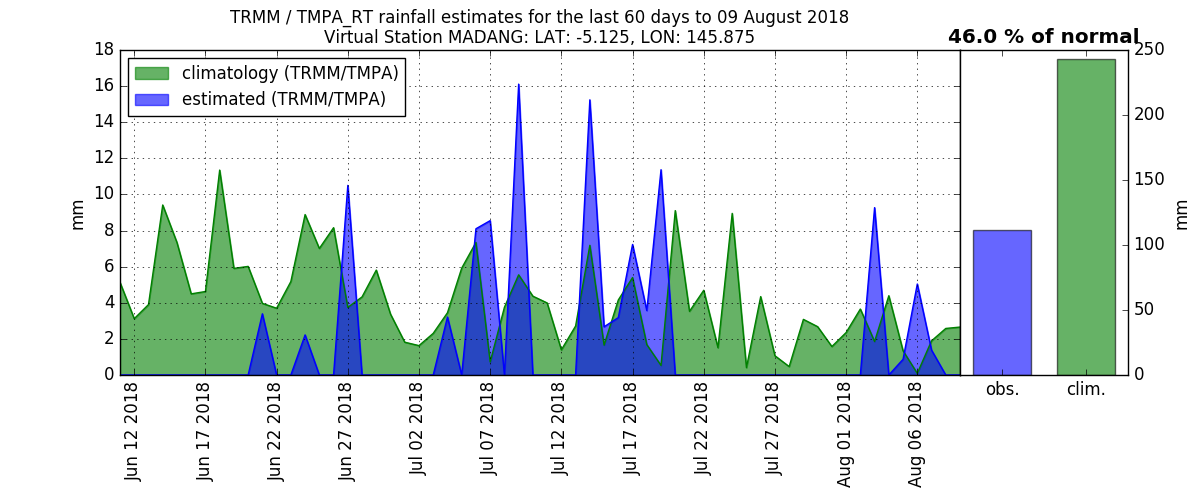 TRMM / TMPA_RT rainfall estimates for the last 60 days to 09 August 2018
Virtual Station MADANG: LAT: -5.125, LON: 145.875
46.0 % of normal
climatology (TRMM/TMPA)
estimated (TRMM/TMPA)
mm
18
16
14
12
10
8
6
4
2
0
Jun 12 2018
Jun 17 2018
Jun 22 2018
Jun 27 2018
Jul 02 2018
Jul 07 2018
Jul 12 2018
Jul 17 2018
Jul 22 2018
Jul 27 2018
Aug 01 2018
Aug 06 2018
obs.
clim.
250
200
150
100
50
0
mm